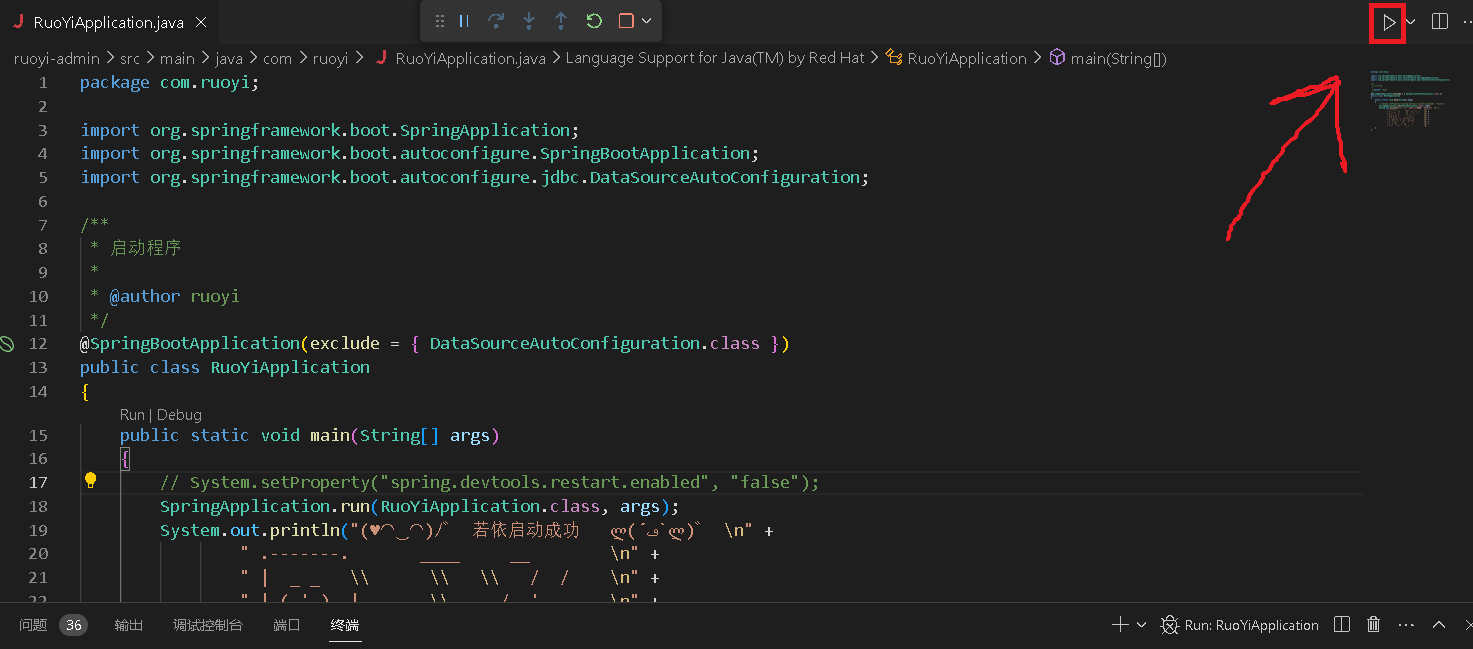 RuoYiApplication.java
ruoyi-admin > src > main > java > com > ruoyi > RuoYiApplication.java > Language Support for Java(TM) by Red Hat > RuoYiApplication > main(String[])
1 package com.ruoyi;
2
3 import org.springframework.boot.SpringApplication;
4 import org.springframework.boot.autoconfigure.SpringBootApplication;
5 import org.springframework.boot.autoconfigure.jdbc.DataSourceAutoConfiguration;
6
7 /**
8 * 启动程序
9 *
10 * @author ruoyi
11 */
12 @SpringBootApplication(exclude = { DataSourceAutoConfiguration.class })
13 public class RuoYiApplication
14 {
Run | Debug
15 public static void main(String[] args)
16 {
17 // System.setProperty("spring.devtools.restart.enabled", "false");
18 SpringApplication.run(RuoYiApplication.class, args);
19 System.out.println("(♥◠‿◠)ﾉﾞ  若依启动成功   ლ(´ڡ`ლ)ﾞ  \n" +
20 " .-------.       ____     __        \n" +
21 " |  _ _   \\      \\   \\   /  /    \n" +
22 " | ( ' )  |       \\  _. /  '       \n" +
问题 36 输出 调试控制台 端口 终端 Run: RuoYiApplication